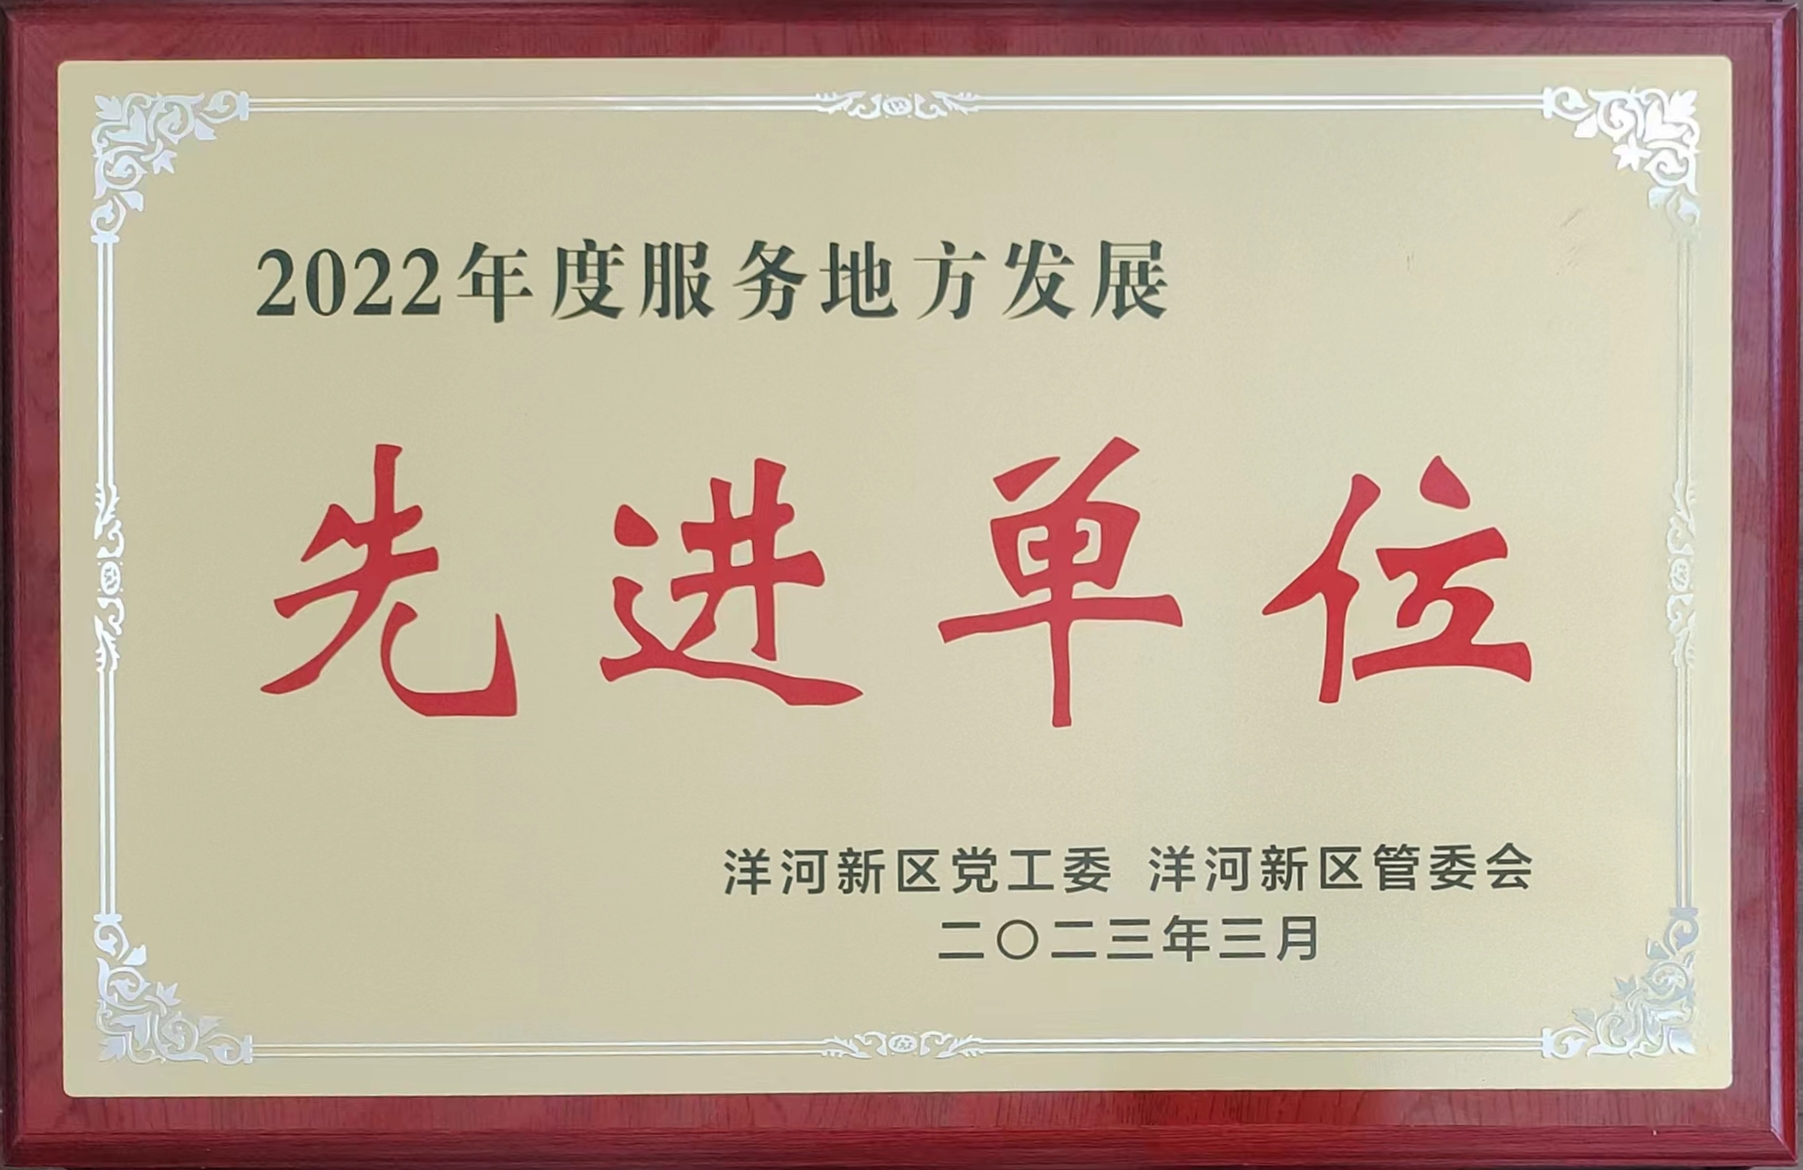 2022年度服务地方发展
先进单位
洋河新区党工委 洋河新区管委会
二〇二三年三月